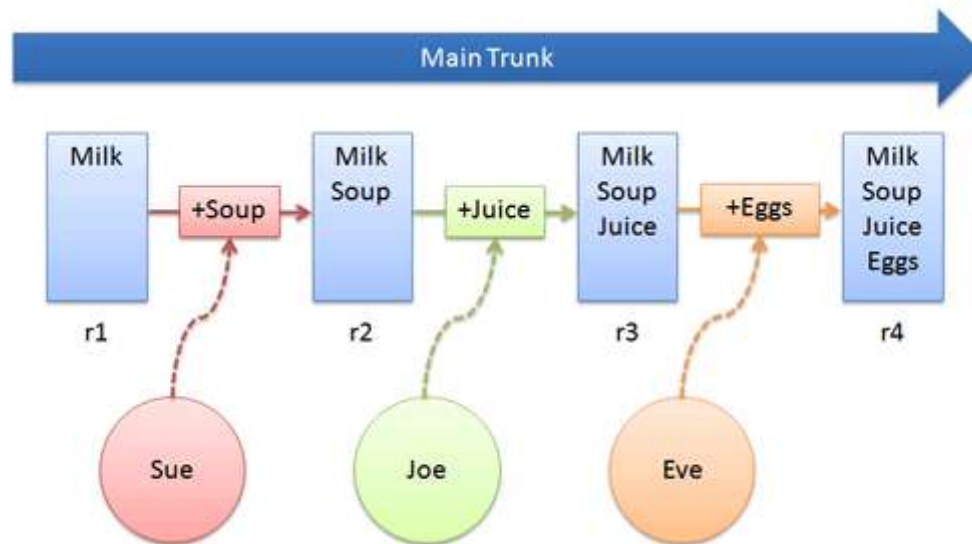 Main Trunk
Milk
+Soup
Milk
Soup
+Juice
Milk
Soup
Juice
+Eggs
Milk
Soup
Juice
Eggs
r1
r2
r3
r4
Sue
Joe
Eve